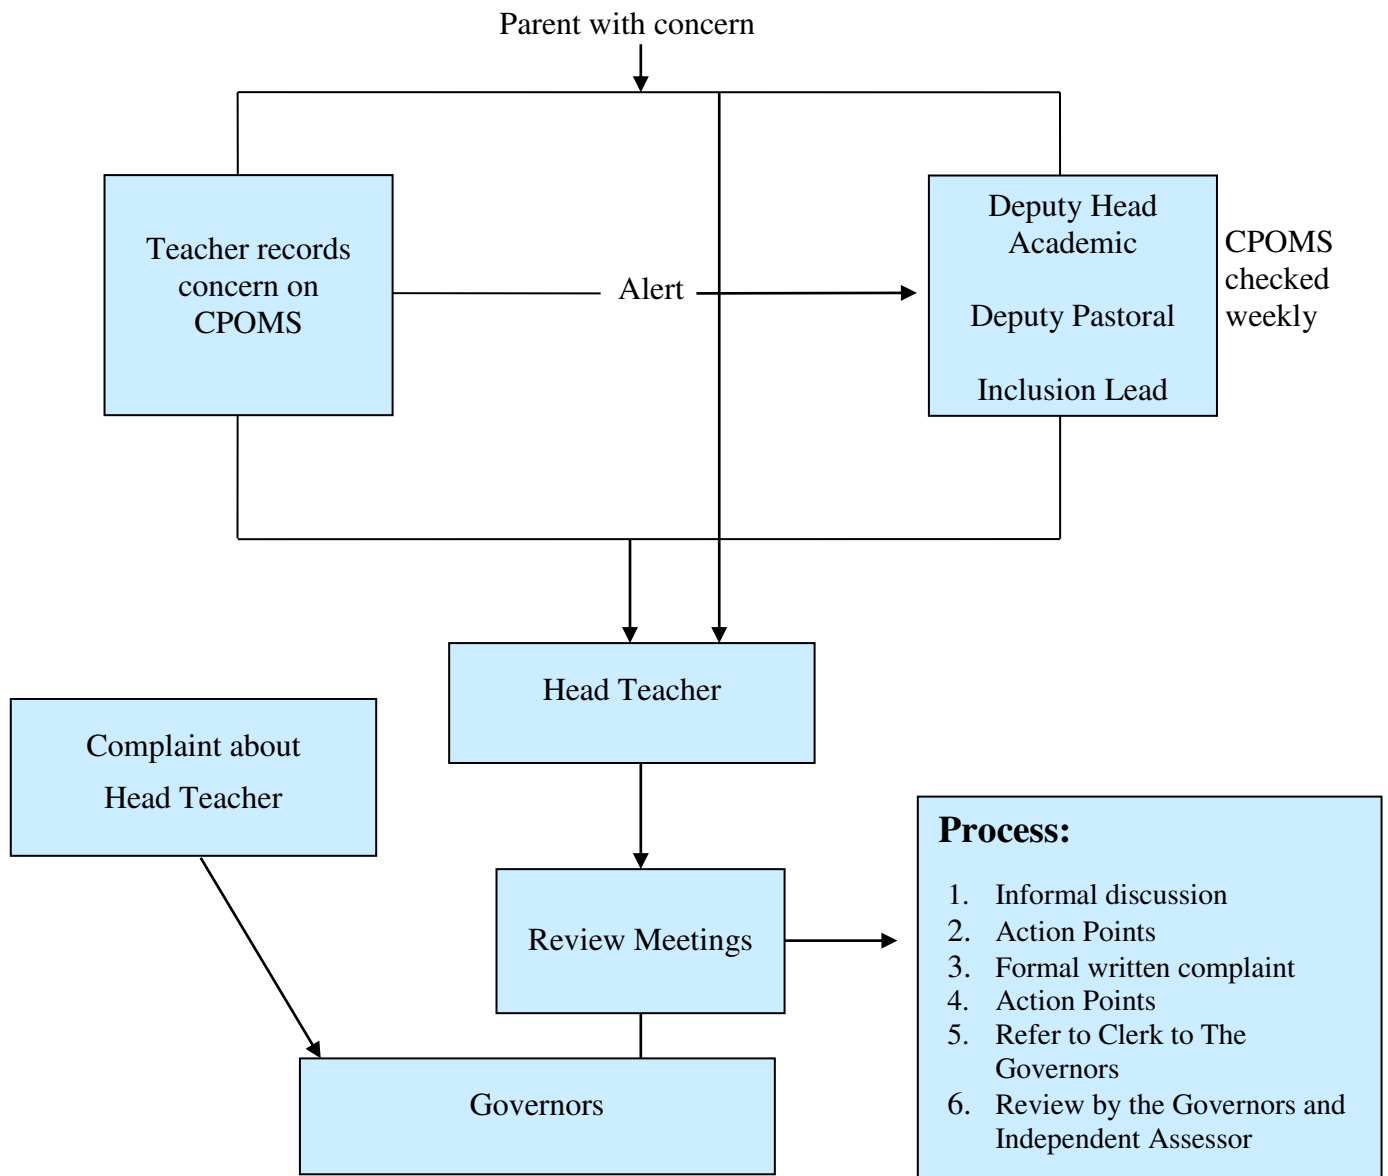 Parent with concern
Teacher records
concern on
CPOMS
Alert
Deputy Head
Academic
Deputy Pastoral
Inclusion Lead
CPOMS
checked
weekly
Head Teacher
Complaint about
Head Teacher
Review Meetings
Governors
Process:
1. Informal discussion
2. Action Points
3. Formal written complaint
4. Action Points
5. Refer to Clerk to The
Governors
6. Review by the Governors and
Independent Assessor